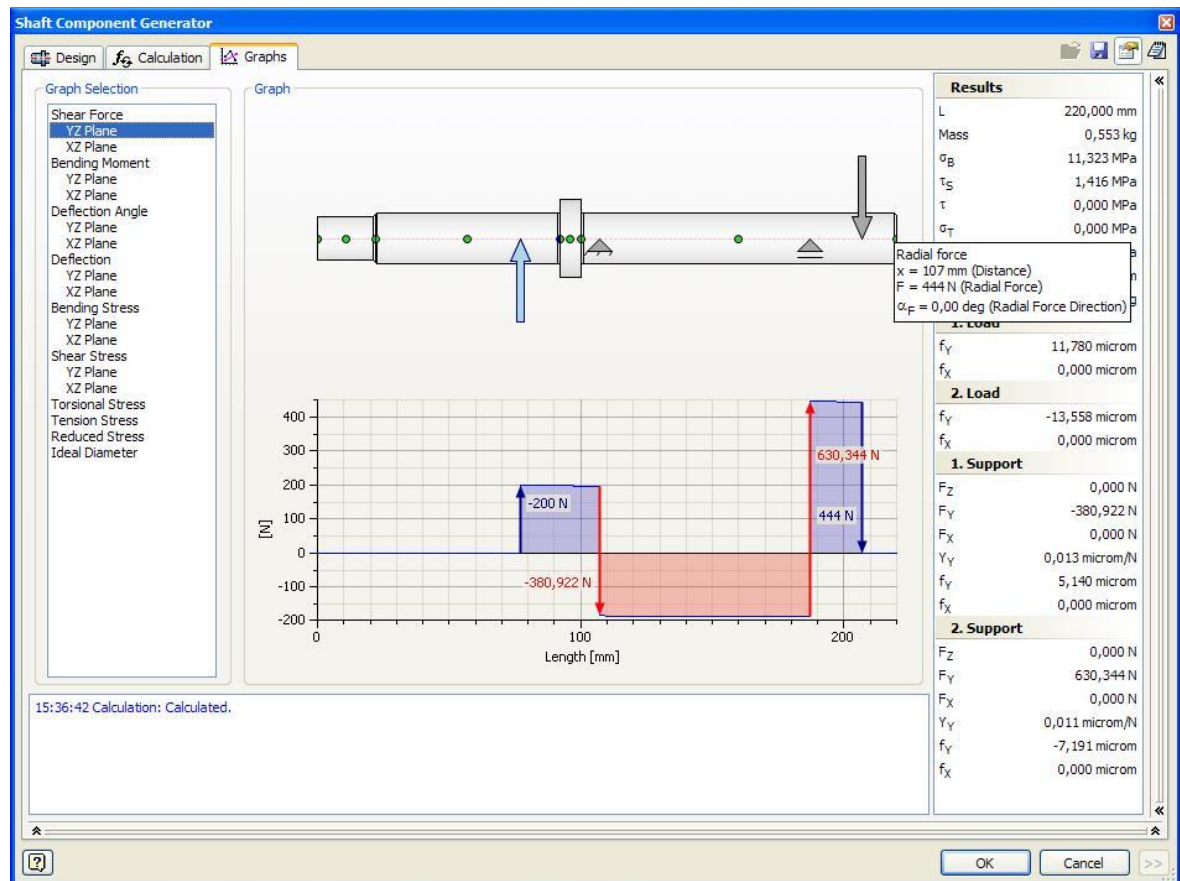 Shaft Component Generator
Design
Calculation
Graphs
Graph Selection
Shear Force
YZ Plane
XZ Plane
Bending Moment
YZ Plane
XZ Plane
Deflection Angle
YZ Plane
XZ Plane
Deflection
YZ Plane
XZ Plane
Bending Stress
YZ Plane
XZ Plane
Shear Stress
YZ Plane
XZ Plane
Torsional Stress
Tension Stress
Reduced Stress
Ideal Diameter
Graph
Radial force
x = 107 mm (Distance)
F = 444 N (Radial Force)
αF = 0,00 deg (Radial Force Direction)
[N]
400
300
200
100
0
-100
-200
-200 N
-380,922 N
630,344 N
444 N
0 100 200
Length [mm]
Results
L 220,000 mm
Mass 0,553 kg
σB 11,323 MPa
τS 1,416 MPa
τ 0,000 MPa
σT 0,000 MPa
1. Load
fY 11,780 microm
fX 0,000 microm
2. Load
fY -13,558 microm
fX 0,000 microm
1. Support
FZ 0,000 N
FY -380,922 N
FX 0,000 N
YY 0,013 microm/N
fY 5,140 microm
fX 0,000 microm
2. Support
FZ 0,000 N
FY 630,344 N
FX 0,000 N
YY 0,011 microm/N
fY -7,191 microm
fX 0,000 microm
15:36:42 Calculation: Calculated.
OK
Cancel
>>